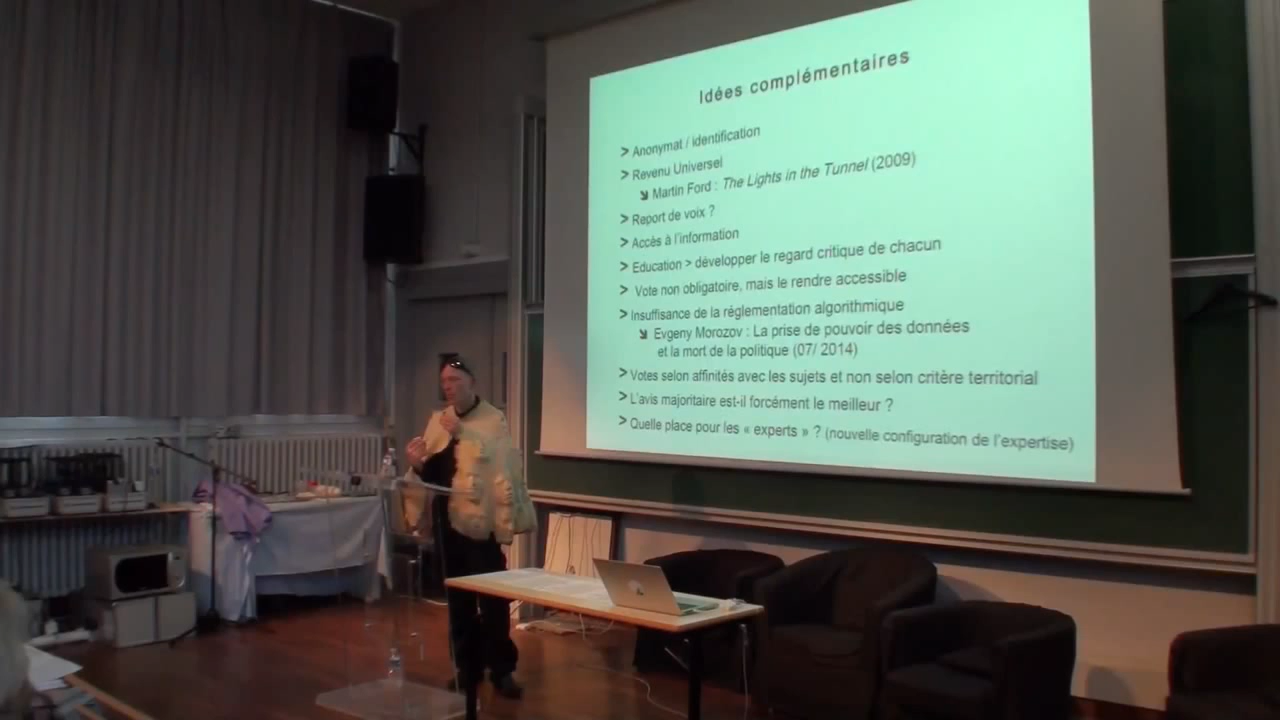 Idées complémentaires
> Anonymat / identification
> Revenu Universel
Martin Ford : The Lights in the Tunnel (2009)
> Report de voix ?
> Accès à l'information
> Education > développer le regard critique de chacun
> Vote non obligatoire, mais le rendre accessible
> Insuffisance de la réglementation algorithmique
Evgeny Morozov : La prise de pouvoir des données
et la mort de la politique (07/ 2014)
> Votes selon affinités avec les sujets et non selon critère territorial
> L'avis majoritaire est-il forcément le meilleur ?
> Quelle place pour les « experts » ? (nouvelle configuration de l'expertise)